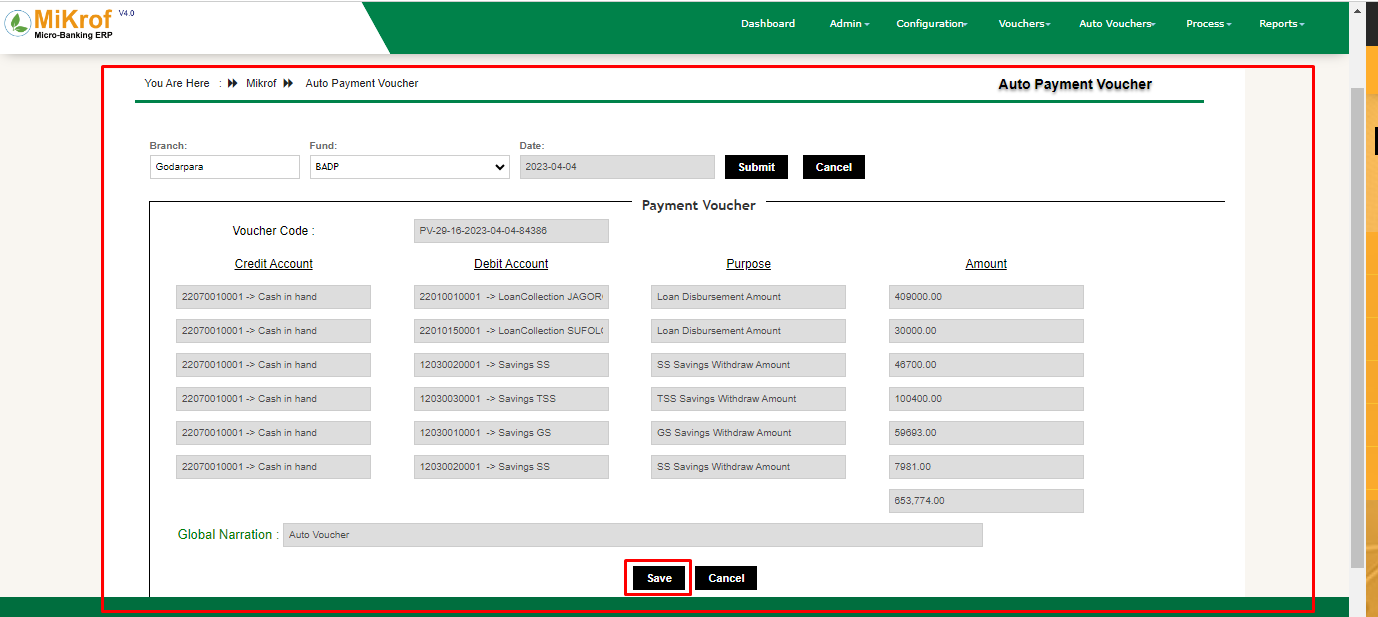 MiKrof V4.0
Micro-Banking ERP
Dashboard Admin Configuration Vouchers Auto Vouchers Process Reports
You Are Here : Mikrof Auto Payment Voucher
Auto Payment Voucher
Branch: Fund: Date:
Godarpara BADP 2023-04-04 Submit Cancel
Payment Voucher
Voucher Code : PV-29-16-2023-04-04-84386
Credit Account Debit Account Purpose Amount
22070010001 -> Cash in hand 22010010001 -> LoanCollection JAGOR Loan Disbursement Amount 409000.00
22070010001 -> Cash in hand 22010150001 -> LoanCollection SUFOL Loan Disbursement Amount 30000.00
22070010001 -> Cash in hand 12030020001 -> Savings SS SS Savings Withdraw Amount 46700.00
22070010001 -> Cash in hand 12030030001 -> Savings TSS TSS Savings Withdraw Amount 100400.00
22070010001 -> Cash in hand 12030010001 -> Savings GS GS Savings Withdraw Amount 59693.00
22070010001 -> Cash in hand 12030020001 -> Savings SS SS Savings Withdraw Amount 7981.00
653,774.00
Global Narration : Auto Voucher
Save Cancel